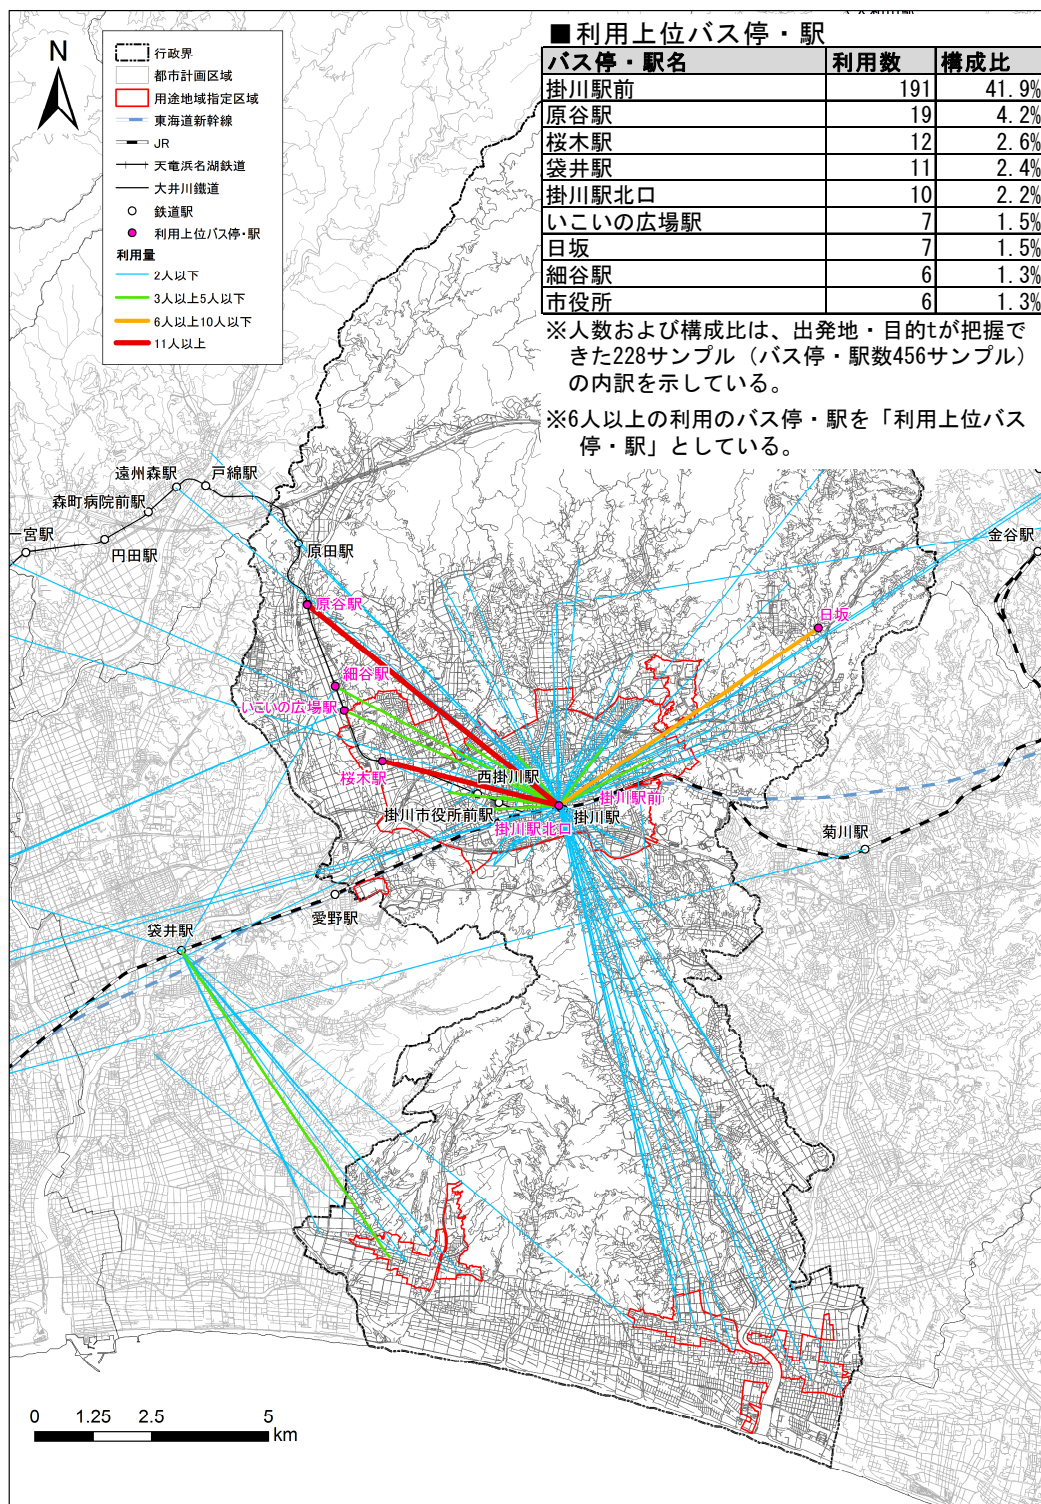 N
行政界
都市計画区域
用途地域指定区域
東海道新幹線
JR
天竜浜名湖鉄道
大井川鐵道
鉄道駅
利用上位バス停・駅
利用量
2人以下
3人以上5人以下
6人以上10人以下
11人以上
■利用上位バス停・駅
バス停・駅名 利用数 構成比
掛川駅前 191 41.9%
原谷駅 19 4.2%
桜木駅 12 2.6%
袋井駅 11 2.4%
掛川駅北口 10 2.2%
いこいの広場駅 7 1.5%
日坂 7 1.5%
細谷駅 6 1.3%
市役所 6 1.3%
※人数および構成比は、出発地・目的tが把握で
きた228サンプル（バス停・駅数456サンプル）
の内訳を示している。
※6人以上の利用のバス停・駅を「利用上位バス
停・駅」としている。
遠州森駅
戸綿駅
森町病院前駅
一宮駅
円田駅
原田駅
金谷駅
原谷駅
日坂
細谷駅
いこいの広場駅
桜木駅
西掛川駅
掛川駅前
掛川市役所前駅
掛川駅
掛川駅北口
菊川駅
愛野駅
袋井駅
0 1.25 2.5 5
km